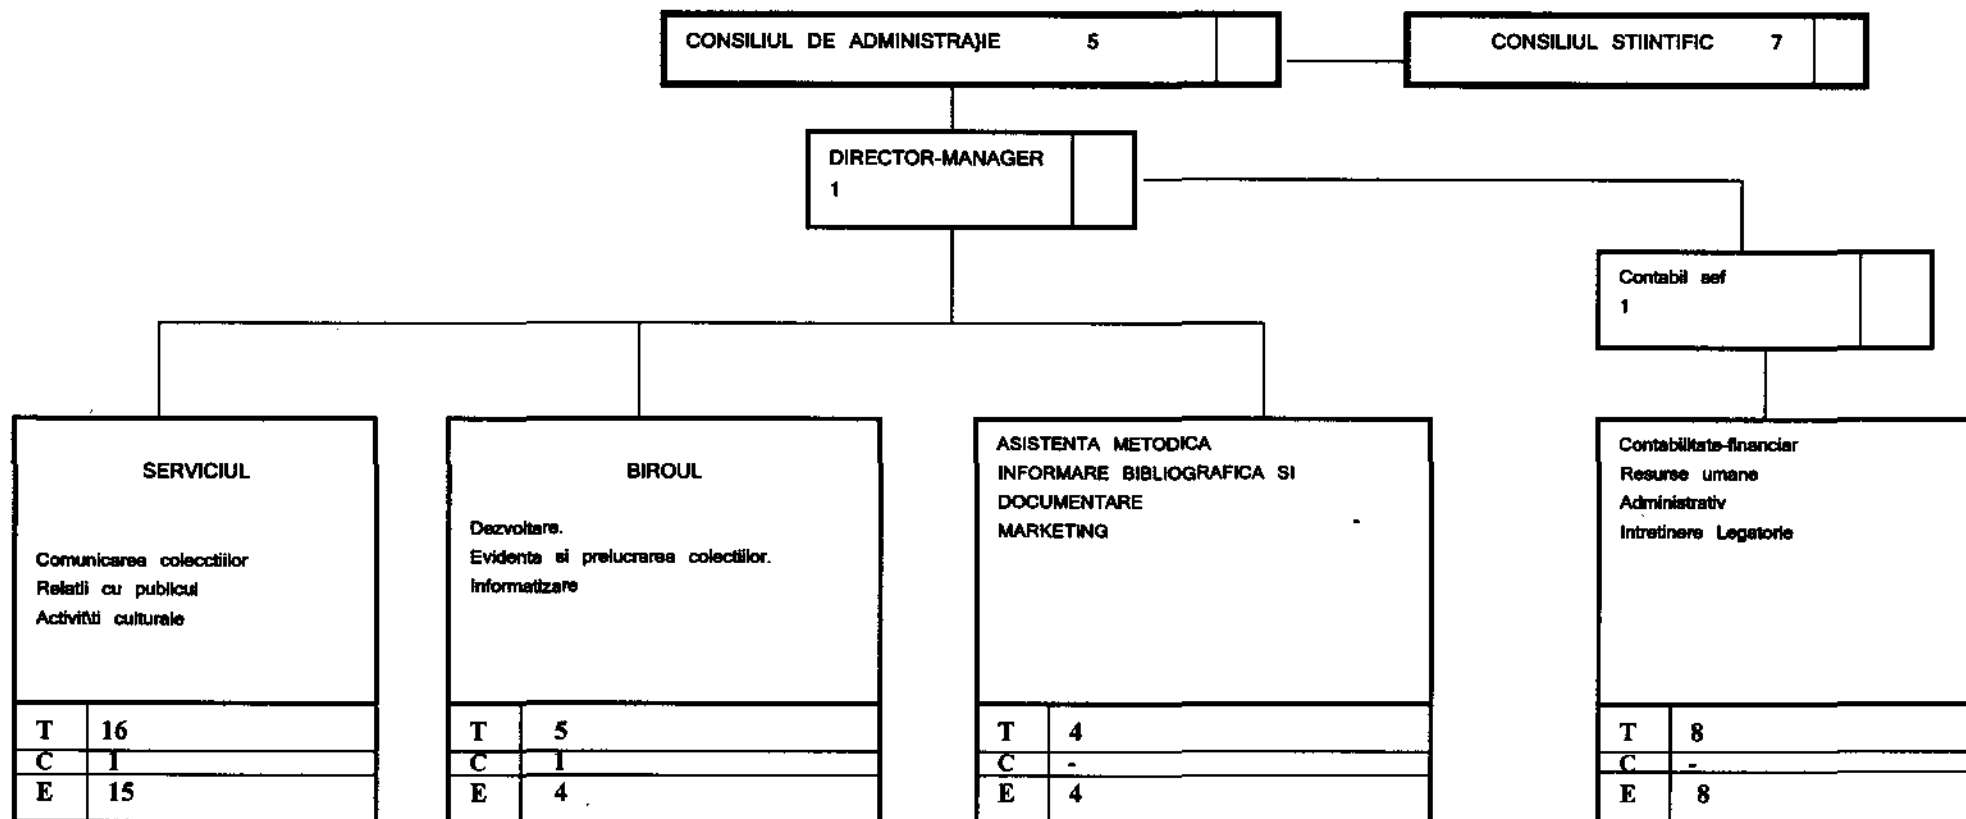 CONSILIUL DE ADMINISTRAȚIE 5
CONSILIUL STIINTIFIC 7
DIRECTOR-MANAGER
1
Contabil sef
1
SERVICIUL
Comunicarea colecctiilor
Relatii cu publicul
Activități culturale
T 16
C 1
E 15
BIROUL
Dezvoltare.
Evidenta si prelucrarea colectiilor.
Informatizare
T 5
C 1
E 4
ASISTENTA METODICA
INFORMARE BIBLIOGRAFICA SI
DOCUMENTARE
MARKETING
T 4
C -
E 4
Contabilitate-financiar
Resurse umane
Administrativ
Intretinere Legatorie
T 8
C -
E 8